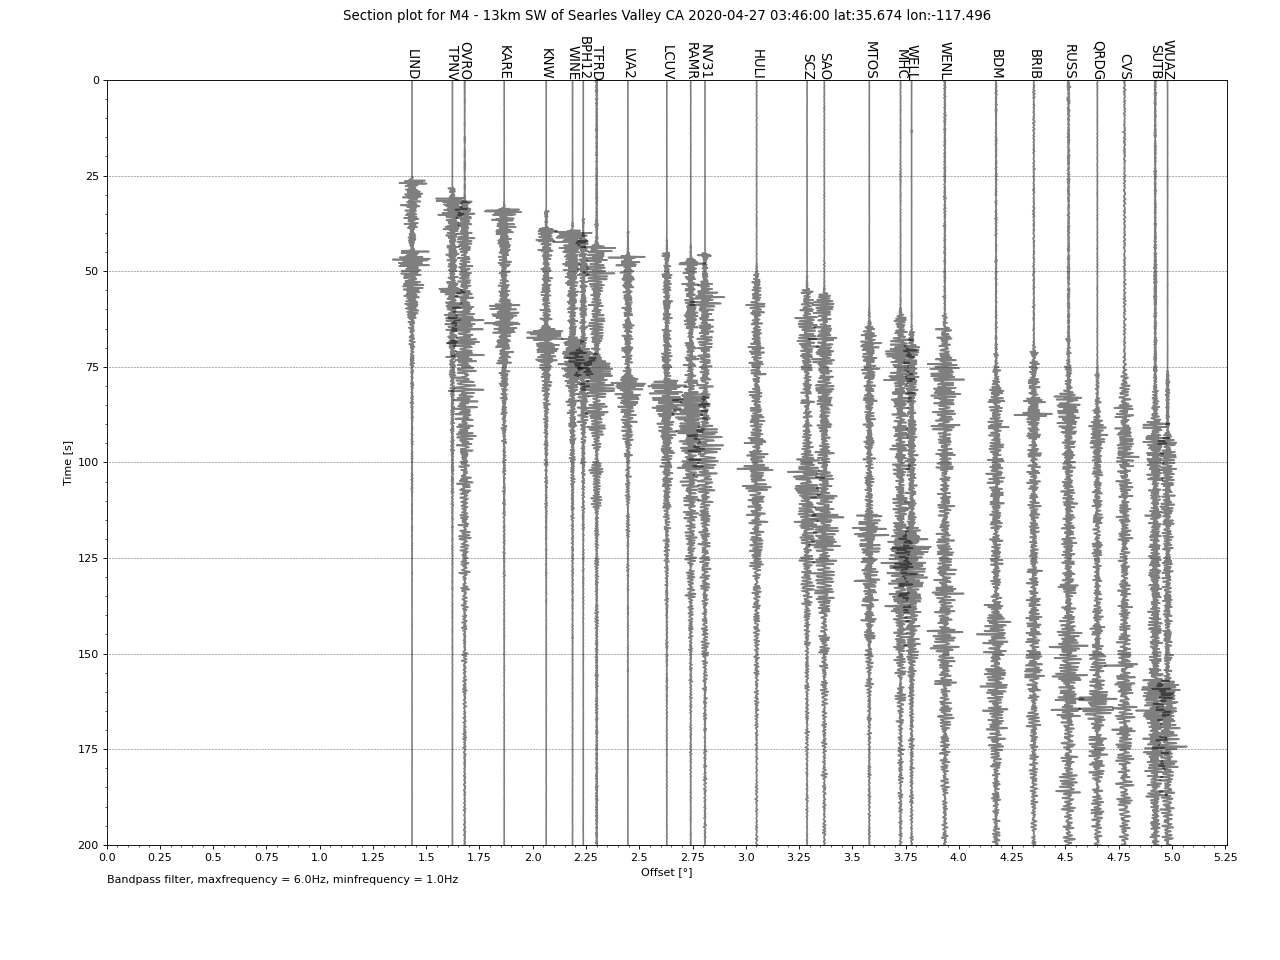 Section plot for M4 - 13km SW of Searles Valley CA 2020-04-27 03:46:00 lat:35.674 lon:-117.496
LIND TPNV OVRO KARE KNW WINE BPH12 TFRD LVA2 LCUV RAMR NV31 HULI SCZ SAO MTOS MHC WELL WENL BDM BRIB RUSS QRDG CVS SUTB WUAZ
0
25
50
75
100
125
150
175
200
Time [s]
0.0 0.25 0.5 0.75 1.0 1.25 1.5 1.75 2.0 2.25 2.5 2.75 3.0 3.25 3.5 3.75 4.0 4.25 4.5 4.75 5.0 5.25
Offset [°]
Bandpass filter, maxfrequency = 6.0Hz, minfrequency = 1.0Hz